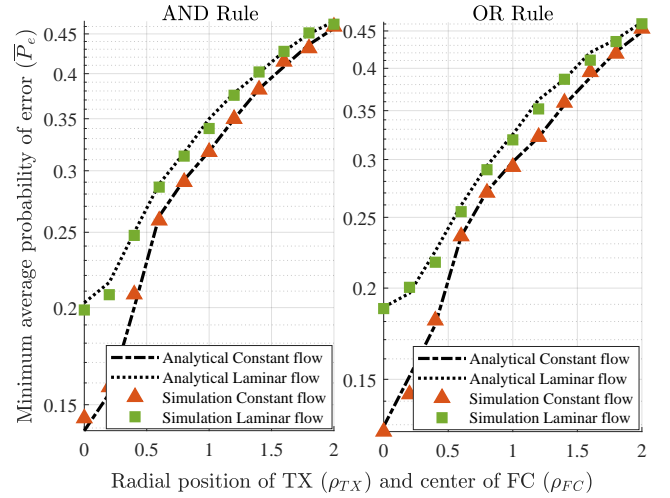 AND Rule
OR Rule
Minimum average probability of error (P̅e)
0.45
0.4
0.35
0.3
0.25
0.2
0.15
0
0.5
1
1.5
2
Analytical Constant flow
Analytical Laminar flow
Simulation Constant flow
Simulation Laminar flow
0.45
0.4
0.35
0.3
0.25
0.2
0.15
0
0.5
1
1.5
2
Analytical Constant flow
Analytical Laminar flow
Simulation Constant flow
Simulation Laminar flow
Radial position of TX (ρTX) and center of FC (ρFC)